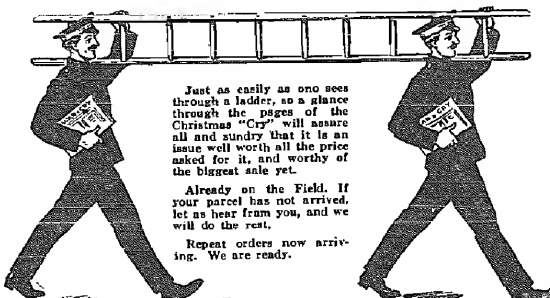 Just as easily as one sees
through a ladder, so a glance
through the pages of the
Christmas "Cry" will assure
all and sundry that it is an
issue well worth all the price
asked for it, and worthy of
the biggest sale yet.
Already on the Field. If
your parcel has not arrived,
let us hear from you, and we
will do the rest.
Repeat orders now arriv-
ing. We are ready.